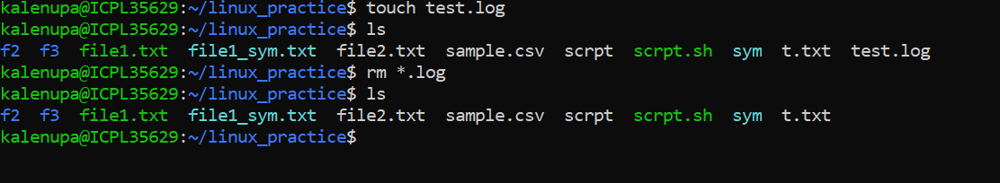 kalenupa@ICPL35629:~/linux_practice$ touch test.log
kalenupa@ICPL35629:~/linux_practice$ ls
f2  f3  file1.txt  file1_sym.txt  file2.txt  sample.csv  scrpt  scrpt.sh  sym  t.txt  test.log
kalenupa@ICPL35629:~/linux_practice$ rm *.log
kalenupa@ICPL35629:~/linux_practice$ ls
f2  f3  file1.txt  file1_sym.txt  file2.txt  sample.csv  scrpt  scrpt.sh  sym  t.txt
kalenupa@ICPL35629:~/linux_practice$